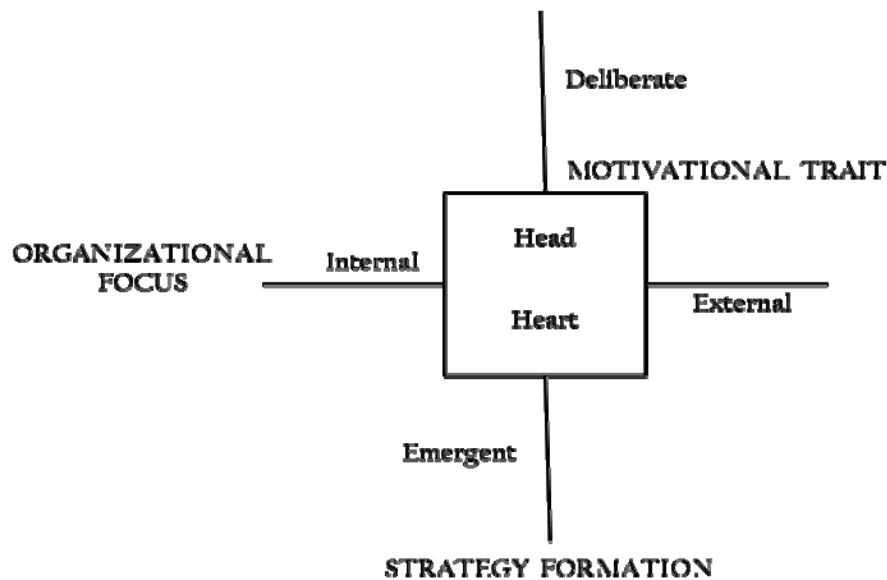 Deliberate
MOTIVATIONAL TRAIT
Head
ORGANIZATIONAL
FOCUS
Internal
External
Heart
Emergent
STRATEGY FORMATION